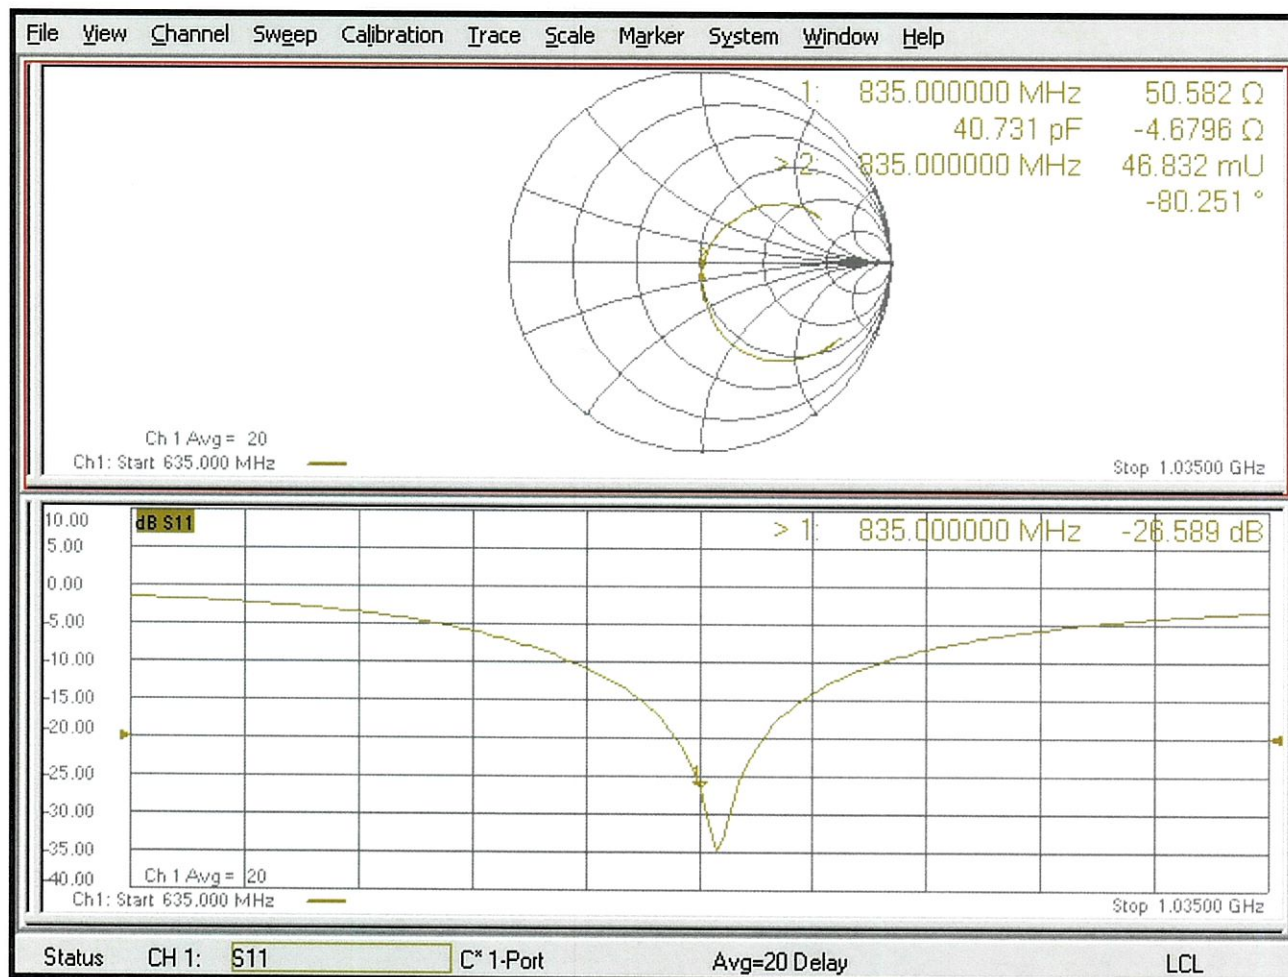 File View Channel Sweep Calibration Trace Scale Marker System Window Help
1: 835.000000 MHz 50.582 Ω
40.731 pF -4.6796 Ω
> 2: 835.000000 MHz 46.832 mU
-80.251 °
Ch 1 Avg = 20
Ch1: Start 635.000 MHz
Stop 1.03500 GHz
dB S11
> 1: 835.000000 MHz -26.589 dB
10.00
5.00
0.00
-5.00
-10.00
-15.00
-20.00
-25.00
-30.00
-35.00
-40.00
1
Ch 1 Avg = 20
Ch1: Start 635.000 MHz
Stop 1.03500 GHz
Status CH 1: S11 C* 1-Port Avg=20 Delay LCL